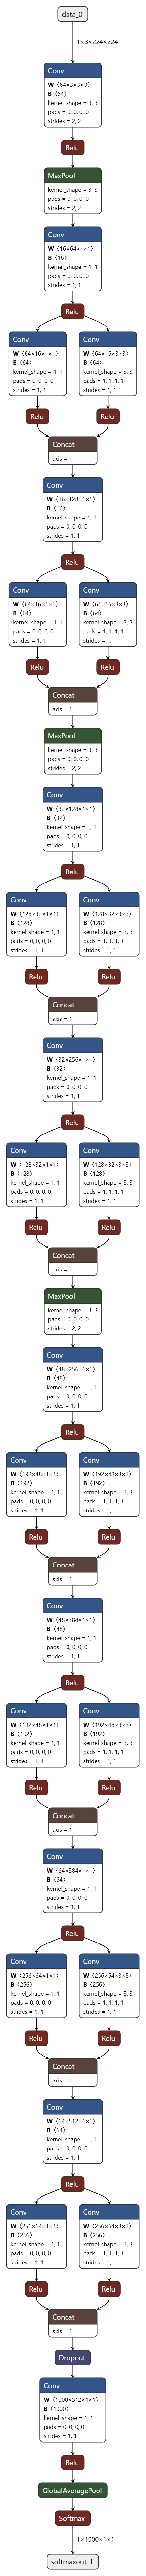 data_0
1×3×224×224
Conv
W ⟨64×3×3×3⟩
B ⟨64⟩
kernel_shape = 3, 3
pads = 0, 0, 0, 0
strides = 2, 2
Relu
MaxPool
kernel_shape = 3, 3
pads = 0, 0, 0, 0
strides = 2, 2
Conv
W ⟨16×64×1×1⟩
B ⟨16⟩
kernel_shape = 1, 1
pads = 0, 0, 0, 0
strides = 1, 1
Relu
Conv
W ⟨64×16×1×1⟩
B ⟨64⟩
kernel_shape = 1, 1
pads = 0, 0, 0, 0
strides = 1, 1
Conv
W ⟨64×16×3×3⟩
B ⟨64⟩
kernel_shape = 3, 3
pads = 1, 1, 1, 1
strides = 1, 1
Relu
Relu
Concat
axis = 1
Conv
W ⟨16×128×1×1⟩
B ⟨16⟩
kernel_shape = 1, 1
pads = 0, 0, 0, 0
strides = 1, 1
Relu
Conv
W ⟨64×16×1×1⟩
B ⟨64⟩
kernel_shape = 1, 1
pads = 0, 0, 0, 0
strides = 1, 1
Conv
W ⟨64×16×3×3⟩
B ⟨64⟩
kernel_shape = 3, 3
pads = 1, 1, 1, 1
strides = 1, 1
Relu
Relu
Concat
axis = 1
MaxPool
kernel_shape = 3, 3
pads = 0, 0, 0, 0
strides = 2, 2
Conv
W ⟨32×128×1×1⟩
B ⟨32⟩
kernel_shape = 1, 1
pads = 0, 0, 0, 0
strides = 1, 1
Relu
Conv
W ⟨128×32×1×1⟩
B ⟨128⟩
kernel_shape = 1, 1
pads = 0, 0, 0, 0
strides = 1, 1
Conv
W ⟨128×32×3×3⟩
B ⟨128⟩
kernel_shape = 3, 3
pads = 1, 1, 1, 1
strides = 1, 1
Relu
Relu
Concat
axis = 1
Conv
W ⟨32×256×1×1⟩
B ⟨32⟩
kernel_shape = 1, 1
pads = 0, 0, 0, 0
strides = 1, 1
Relu
Conv
W ⟨128×32×1×1⟩
B ⟨128⟩
kernel_shape = 1, 1
pads = 0, 0, 0, 0
strides = 1, 1
Conv
W ⟨128×32×3×3⟩
B ⟨128⟩
kernel_shape = 3, 3
pads = 1, 1, 1, 1
strides = 1, 1
Relu
Relu
Concat
axis = 1
MaxPool
kernel_shape = 3, 3
pads = 0, 0, 0, 0
strides = 2, 2
Conv
W ⟨48×256×1×1⟩
B ⟨48⟩
kernel_shape = 1, 1
pads = 0, 0, 0, 0
strides = 1, 1
Relu
Conv
W ⟨192×48×1×1⟩
B ⟨192⟩
kernel_shape = 1, 1
pads = 0, 0, 0, 0
strides = 1, 1
Conv
W ⟨192×48×3×3⟩
B ⟨192⟩
kernel_shape = 3, 3
pads = 1, 1, 1, 1
strides = 1, 1
Relu
Relu
Concat
axis = 1
Conv
W ⟨48×384×1×1⟩
B ⟨48⟩
kernel_shape = 1, 1
pads = 0, 0, 0, 0
strides = 1, 1
Relu
Conv
W ⟨192×48×1×1⟩
B ⟨192⟩
kernel_shape = 1, 1
pads = 0, 0, 0, 0
strides = 1, 1
Conv
W ⟨192×48×3×3⟩
B ⟨192⟩
kernel_shape = 3, 3
pads = 1, 1, 1, 1
strides = 1, 1
Relu
Relu
Concat
axis = 1
Conv
W ⟨64×384×1×1⟩
B ⟨64⟩
kernel_shape = 1, 1
pads = 0, 0, 0, 0
strides = 1, 1
Relu
Conv
W ⟨256×64×1×1⟩
B ⟨256⟩
kernel_shape = 1, 1
pads = 0, 0, 0, 0
strides = 1, 1
Conv
W ⟨256×64×3×3⟩
B ⟨256⟩
kernel_shape = 3, 3
pads = 1, 1, 1, 1
strides = 1, 1
Relu
Relu
Concat
axis = 1
Conv
W ⟨64×512×1×1⟩
B ⟨64⟩
kernel_shape = 1, 1
pads = 0, 0, 0, 0
strides = 1, 1
Relu
Conv
W ⟨256×64×1×1⟩
B ⟨256⟩
kernel_shape = 1, 1
pads = 0, 0, 0, 0
strides = 1, 1
Conv
W ⟨256×64×3×3⟩
B ⟨256⟩
kernel_shape = 3, 3
pads = 1, 1, 1, 1
strides = 1, 1
Relu
Relu
Concat
axis = 1
Dropout
Conv
W ⟨1000×512×1×1⟩
B ⟨1000⟩
kernel_shape = 1, 1
pads = 0, 0, 0, 0
strides = 1, 1
Relu
GlobalAveragePool
Softmax
1×1000×1×1
softmaxout_1